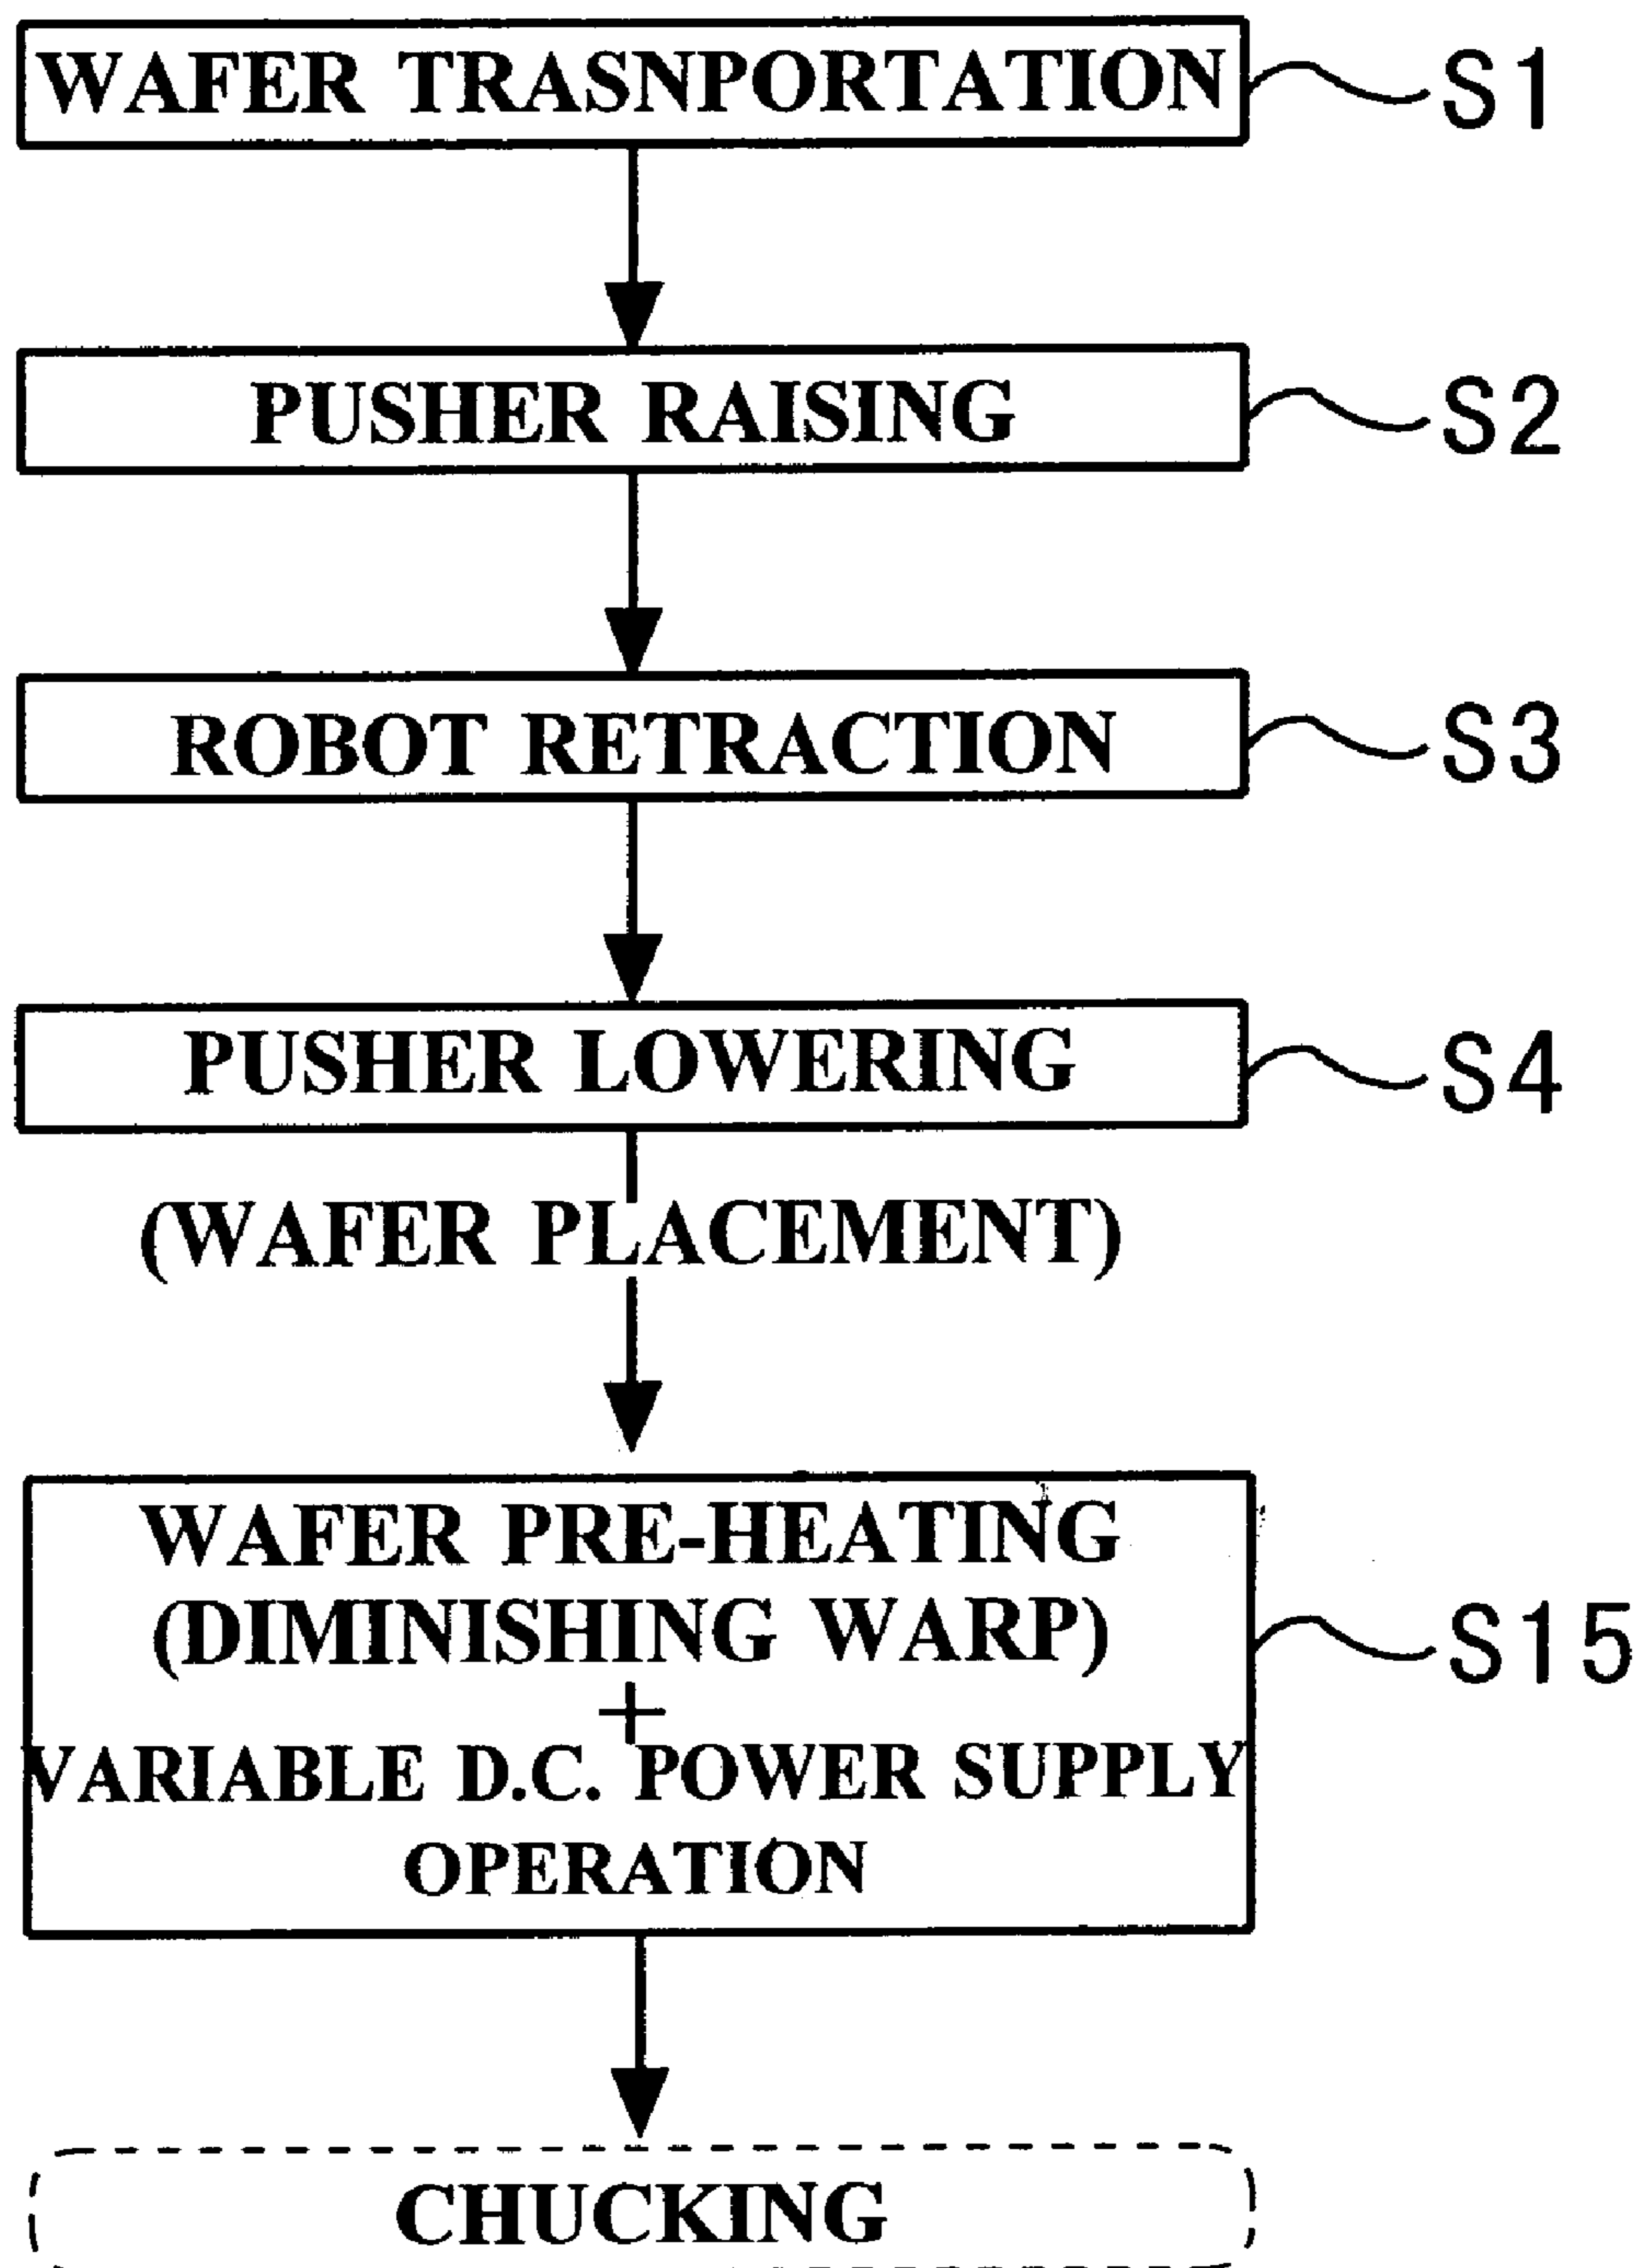 WAFER TRASNPORTATION S1
PUSHER RAISING S2
ROBOT RETRACTION S3
PUSHER LOWERING S4
(WAFER PLACEMENT)
WAFER PRE-HEATING
(DIMINISHING WARP) S15
+
VARIABLE D.C. POWER SUPPLY
OPERATION
CHUCKING